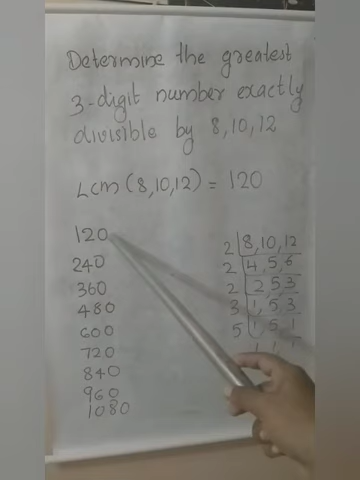 Determine the greatest
3-digit number exactly
divisible by 8,10,12
Lcm (8,10,12) = 120
120
240
360
480
600
720
840
960
1080
2 8, 10, 12
2 4, 5, 6
2 2 5 3
3 1, 5, 3
5 1, 5, 1
1 1